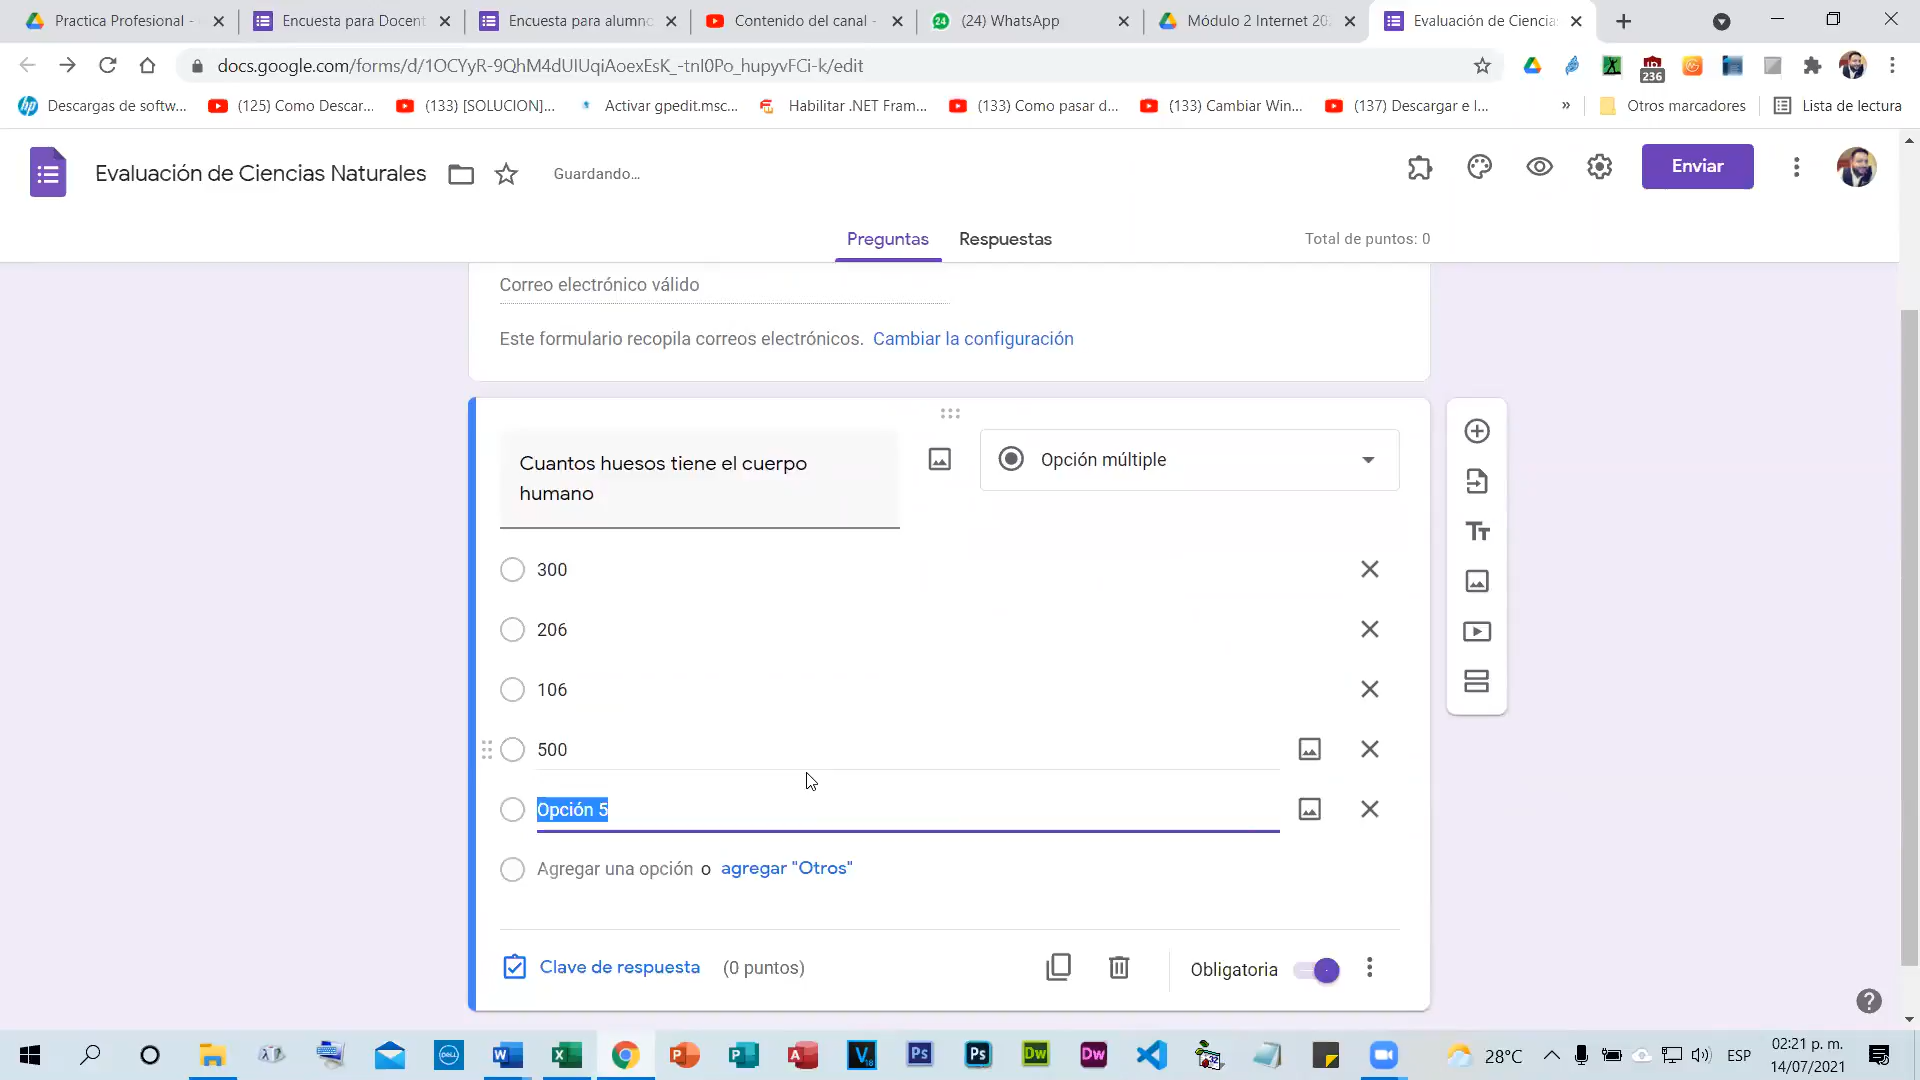 Practica Profesional -
Encuesta para Docent
Encuesta para alumno
Contenido del canal -
(24) WhatsApp
Módulo 2 Internet 202
Evaluación de Ciencias
docs.google.com/forms/d/1OCYyR-9QhM4dUIUqiAoexEsK_-tnl0Po_hupyvFCi-k/edit
236
Descargas de softw...
(125) Como Descar...
(133) [SOLUCION]...
Activar gpedit.msc...
Habilitar .NET Fram...
(133) Como pasar d...
(133) Cambiar Win...
(137) Descargar e I...
»
Otros marcadores
Lista de lectura
Evaluación de Ciencias Naturales
Guardando...
Enviar
Preguntas
Respuestas
Total de puntos: 0
Correo electrónico válido
Este formulario recopila correos electrónicos. Cambiar la configuración
Cuantos huesos tiene el cuerpo
humano
Opción múltiple
300
206
106
500
Opción 5
Agregar una opción o agregar "Otros"
Clave de respuesta (0 puntos)
Obligatoria
28°C
ESP
02:21 p. m.
14/07/2021